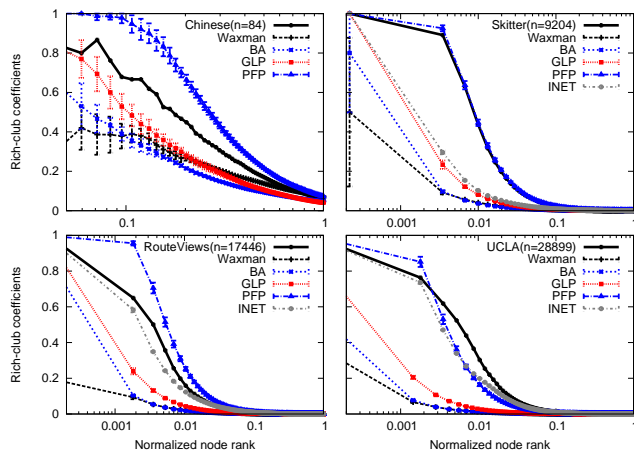 Rich-club coefficients
1
0.8
0.6
0.4
0.2
0
0.1
1
Chinese(n=84)
Waxman
BA
GLP
PFP
0.001
0.01
0.1
1
Skitter(n=9204)
Waxman
BA
GLP
PFP
INET
Rich-club coefficients
1
0.8
0.6
0.4
0.2
0
0.001
0.01
0.1
1
RouteViews(n=17446)
Waxman
BA
GLP
PFP
INET
Normalized node rank
0.001
0.01
0.1
1
UCLA(n=28899)
Waxman
BA
GLP
PFP
INET
Normalized node rank